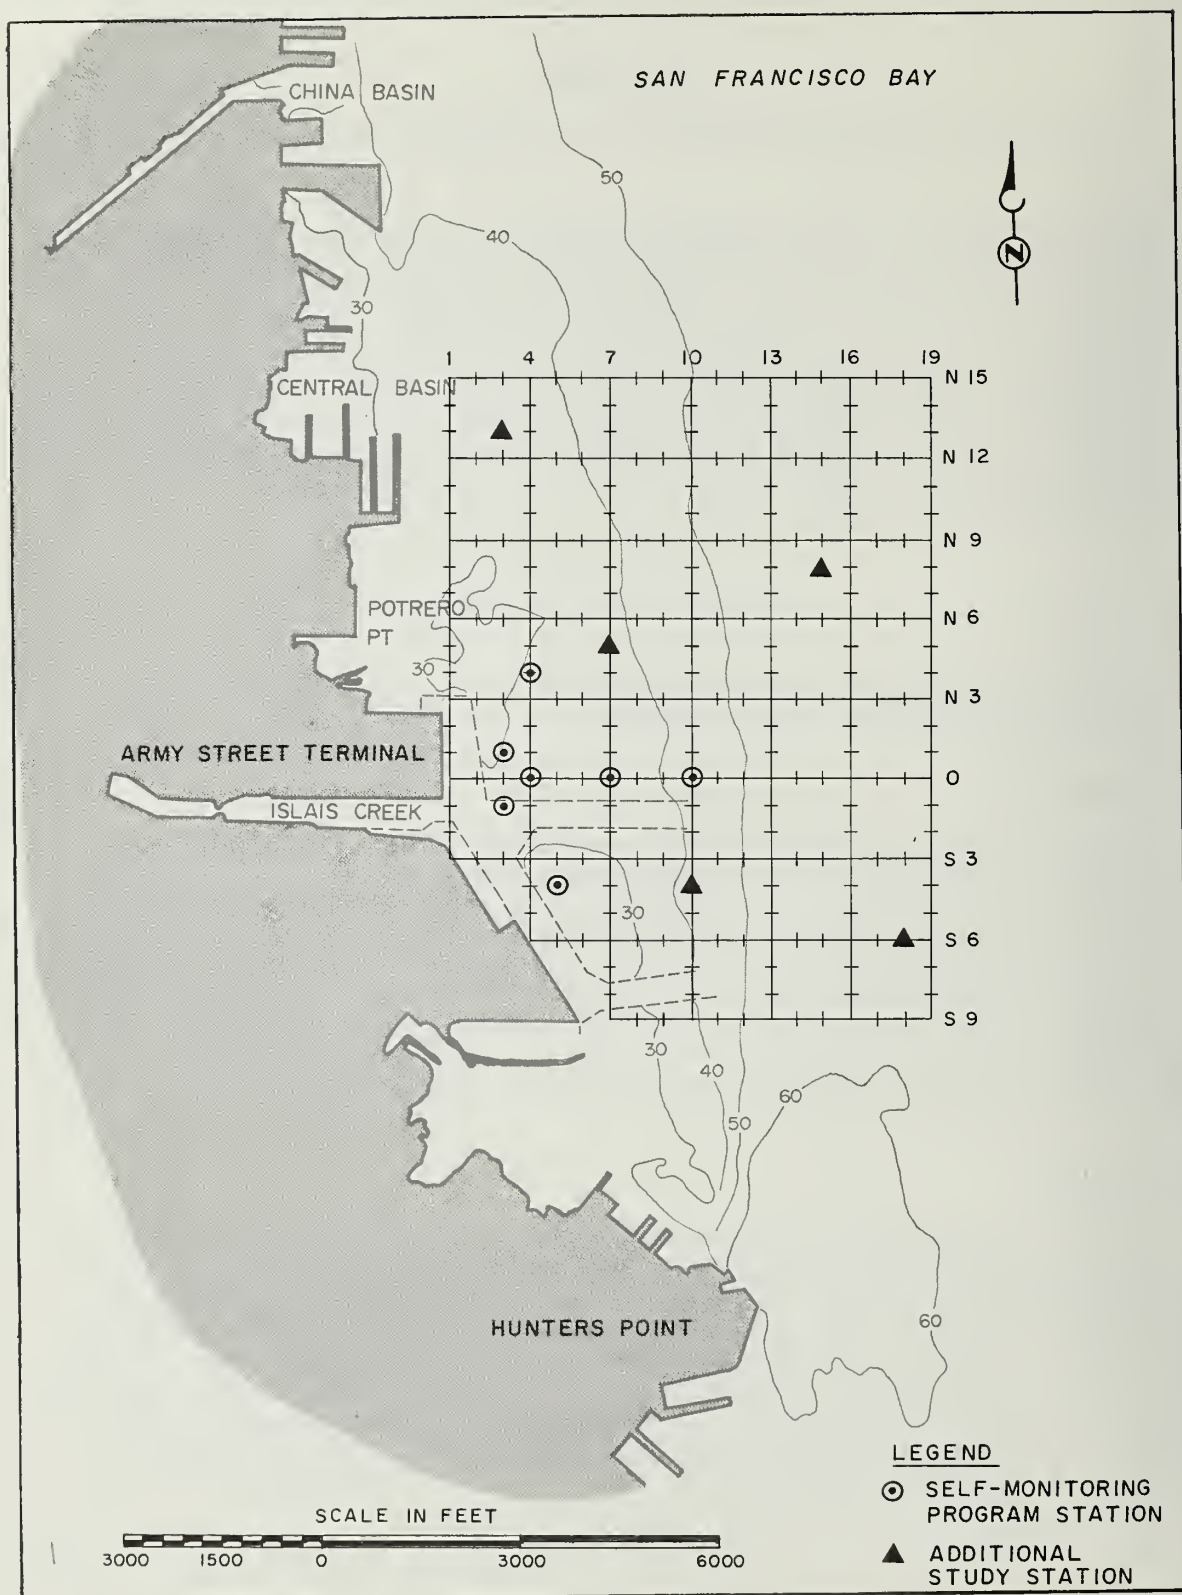 SAN FRANCISCO BAY
CHINA BASIN
50
40
N
30
1 4 7 10 13 16 19
N 15
CENTRAL BASIN
N 12
N 9
POTRERO
PT
N 6
30
N 3
ARMY STREET TERMINAL
0
ISLAIS CREEK
S 3
30
S 6
S 9
30
40
60
50
HUNTERS POINT
60
LEGEND
SELF-MONITORING
PROGRAM STATION
ADDITIONAL
STUDY STATION
SCALE IN FEET
3000 1500 0 3000 6000